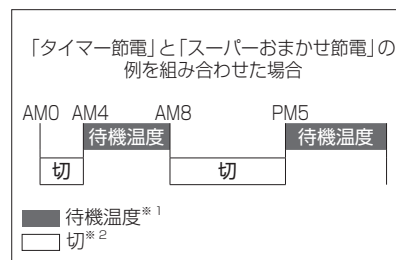 「タイマー節電」と「スーパーおまかせ節電」の
例を組み合わせた場合
AM0 AM4 AM8 PM5
待機温度 待機温度
切 切
待機温度※1
切※2